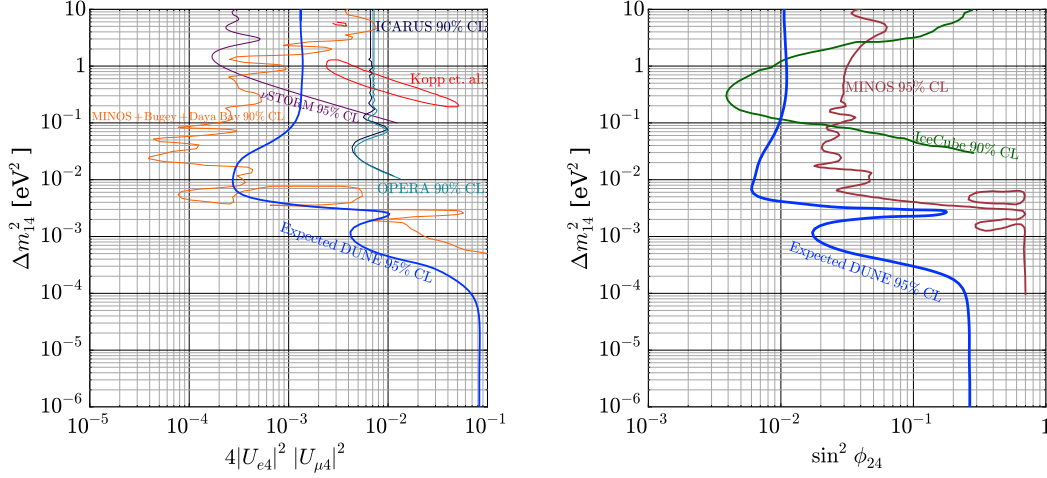 10
1
10⁻¹
10⁻²
10⁻³
10⁻⁴
10⁻⁵
10⁻⁶
Δm²₁₄ [eV² ]
10⁻⁵
10⁻⁴
10⁻³
10⁻²
10⁻¹
4|Uₑ₄|² |U_μ4|²
ICARUS 90% CL
Kopp et. al.
νSTORM 95% CL
MINOS+Bugey+Daya Bay 90% CL
OPERA 90% CL
Expected DUNE 95% CL
10
1
10⁻¹
10⁻²
10⁻³
10⁻⁴
10⁻⁵
10⁻⁶
Δm²₁₄ [eV² ]
10⁻³
10⁻²
10⁻¹
1
sin² ϕ₂₄
MINOS 95% CL
IceCube 90% CL
Expected DUNE 95% CL